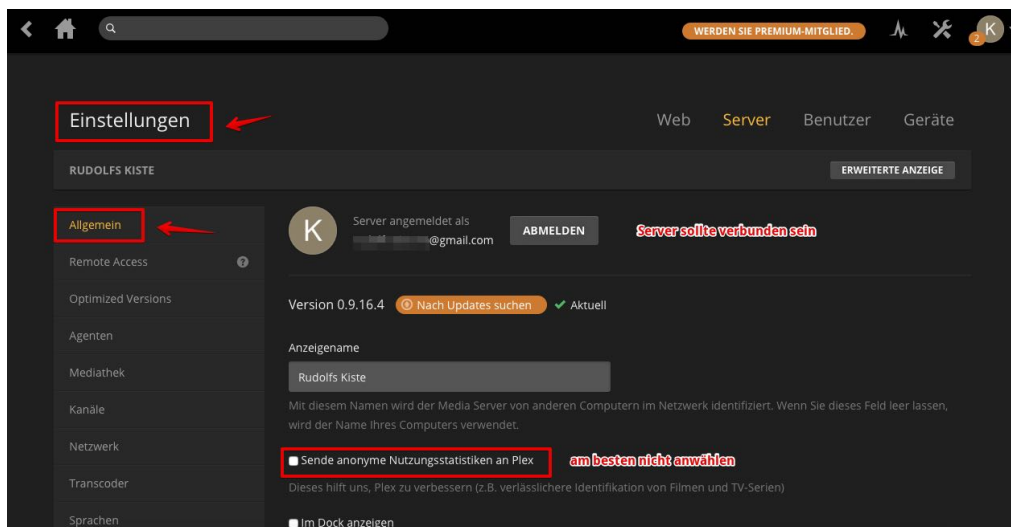 WERDEN SIE PREMIUM-MITGLIED.
2 K
Einstellungen
Web Server Benutzer Geräte
RUDOLFS KISTE
ERWEITERTE ANZEIGE
Allgemein
Remote Access ?
Optimized Versions
Agenten
Mediathek
Kanäle
Netzwerk
Transcoder
Sprachen
K
Server angemeldet als
@gmail.com
ABMELDEN
Server sollte verbunden sein
Version 0.9.16.4 Nach Updates suchen Aktuell
Anzeigename
Rudolfs Kiste
Mit diesem Namen wird der Media Server von anderen Computern im Netzwerk identifiziert. Wenn Sie dieses Feld leer lassen,
wird der Name Ihres Computers verwendet.
Sende anonyme Nutzungsstatistiken an Plex
am besten nicht anwählen
Dieses hilft uns, Plex zu verbessern (z.B. verlässlichere Identifikation von Filmen und TV-Serien)
Im Dock anzeigen